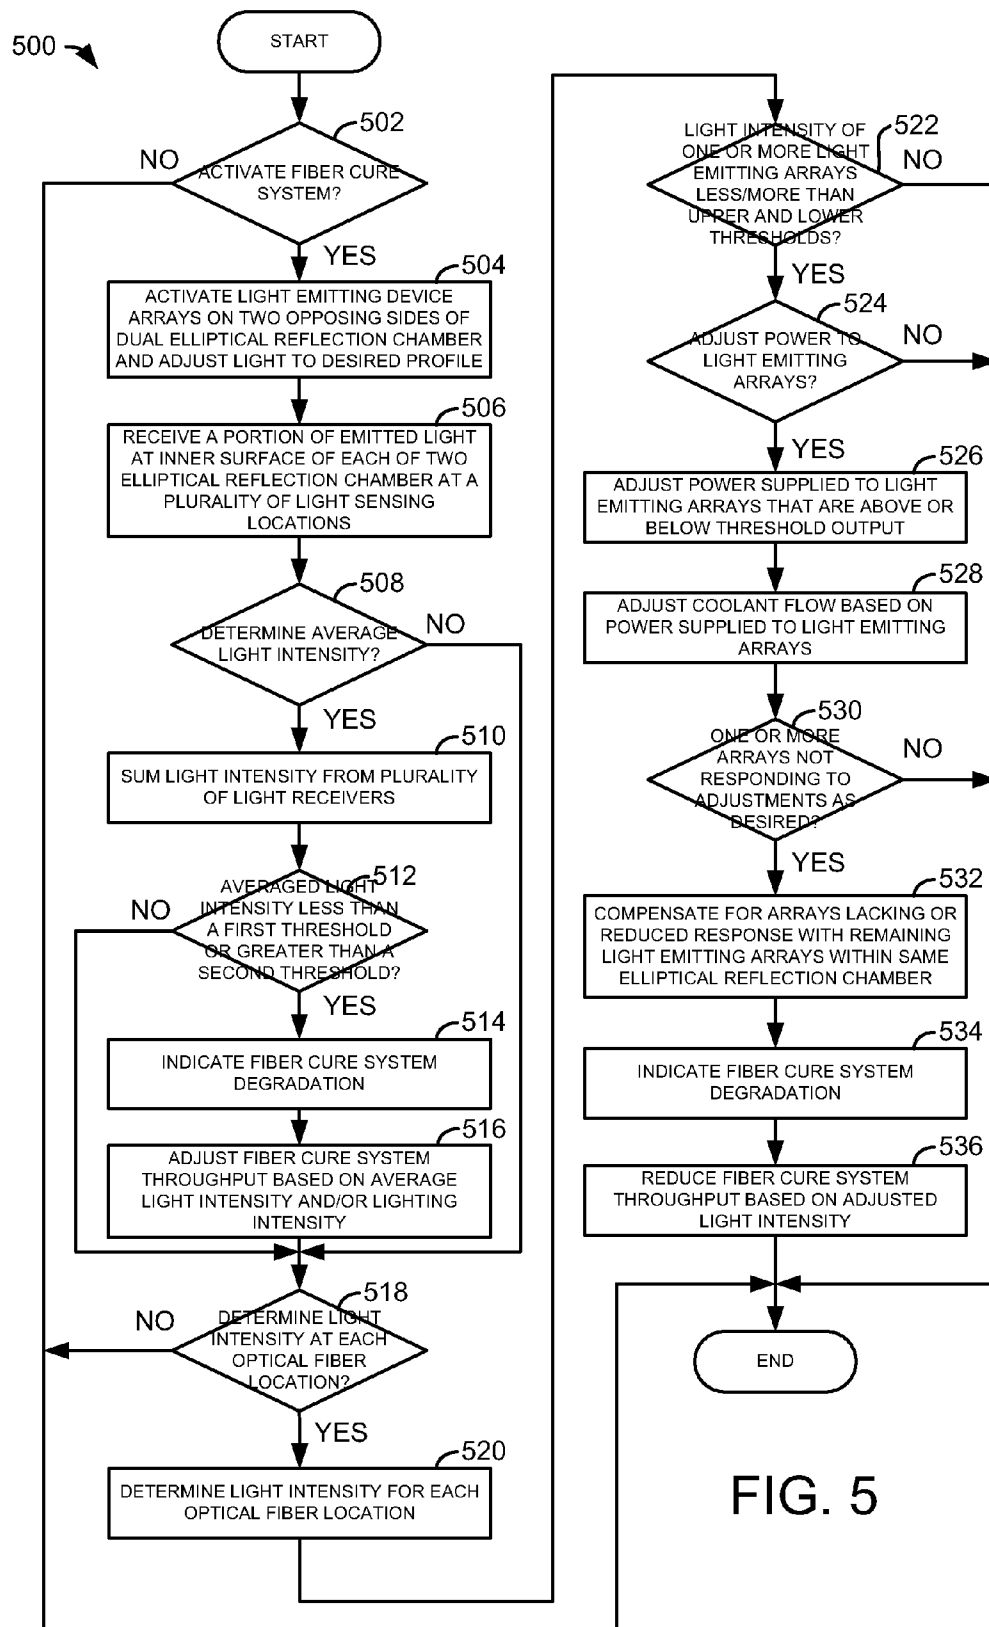 500
START
502
NO
ACTIVATE FIBER CURE
SYSTEM?
YES
504
ACTIVATE LIGHT EMITTING DEVICE
ARRAYS ON TWO OPPOSING SIDES OF
DUAL ELLIPTICAL REFLECTION CHAMBER
AND ADJUST LIGHT TO DESIRED PROFILE
506
RECEIVE A PORTION OF EMITTED LIGHT
AT INNER SURFACE OF EACH OF TWO
ELLIPTICAL REFLECTION CHAMBER AT A
PLURALITY OF LIGHT SENSING
LOCATIONS
508
NO
DETERMINE AVERAGE
LIGHT INTENSITY?
YES
510
SUM LIGHT INTENSITY FROM PLURALITY
OF LIGHT RECEIVERS
512
NO
AVERAGED LIGHT
INTENSITY LESS THAN
A FIRST THRESHOLD
OR GREATER THAN A
SECOND THRESHOLD?
YES
514
INDICATE FIBER CURE SYSTEM
DEGRADATION
516
ADJUST FIBER CURE SYSTEM
THROUGHPUT BASED ON AVERAGE
LIGHT INTENSITY AND/OR LIGHTING
INTENSITY
518
NO
DETERMINE LIGHT
INTENSITY AT EACH
OPTICAL FIBER
LOCATION?
YES
520
DETERMINE LIGHT INTENSITY FOR EACH
OPTICAL FIBER LOCATION
522
NO
LIGHT INTENSITY OF
ONE OR MORE LIGHT
EMITTING ARRAYS
LESS/MORE THAN
UPPER AND LOWER
THRESHOLDS?
YES
524
NO
ADJUST POWER TO
LIGHT EMITTING
ARRAYS?
YES
526
ADJUST POWER SUPPLIED TO LIGHT
EMITTING ARRAYS THAT ARE ABOVE OR
BELOW THRESHOLD OUTPUT
528
ADJUST COOLANT FLOW BASED ON
POWER SUPPLIED TO LIGHT EMITTING
ARRAYS
530
NO
ONE OR MORE
ARRAYS NOT
RESPONDING TO
ADJUSTMENTS AS
DESIRED?
YES
532
COMPENSATE FOR ARRAYS LACKING OR
REDUCED RESPONSE WITH REMAINING
LIGHT EMITTING ARRAYS WITHIN SAME
ELLIPTICAL REFLECTION CHAMBER
534
INDICATE FIBER CURE SYSTEM
DEGRADATION
536
REDUCE FIBER CURE SYSTEM
THROUGHPUT BASED ON ADJUSTED
LIGHT INTENSITY
END
FIG. 5